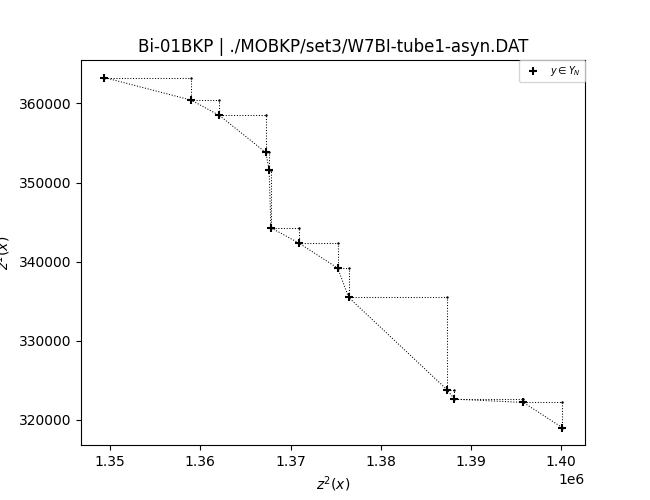 Bi-01BKP | ./MOBKP/set3/W7BI-tube1-asyn.DAT
y ∈ Y_N
360000
350000
340000
330000
320000
1.35 1.36 1.37 1.38 1.39 1.40
1e6
z²(x)